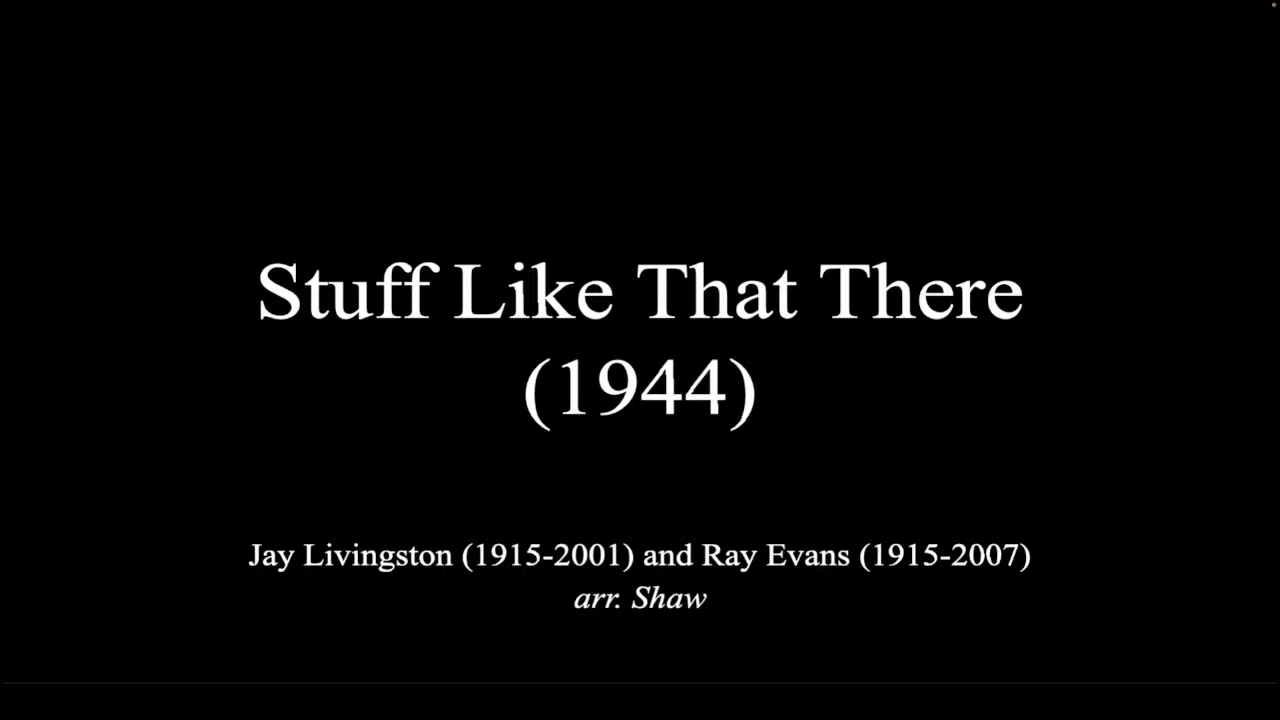 Stuff Like That There
(1944)
Jay Livingston (1915-2001) and Ray Evans (1915-2007)
arr. Shaw